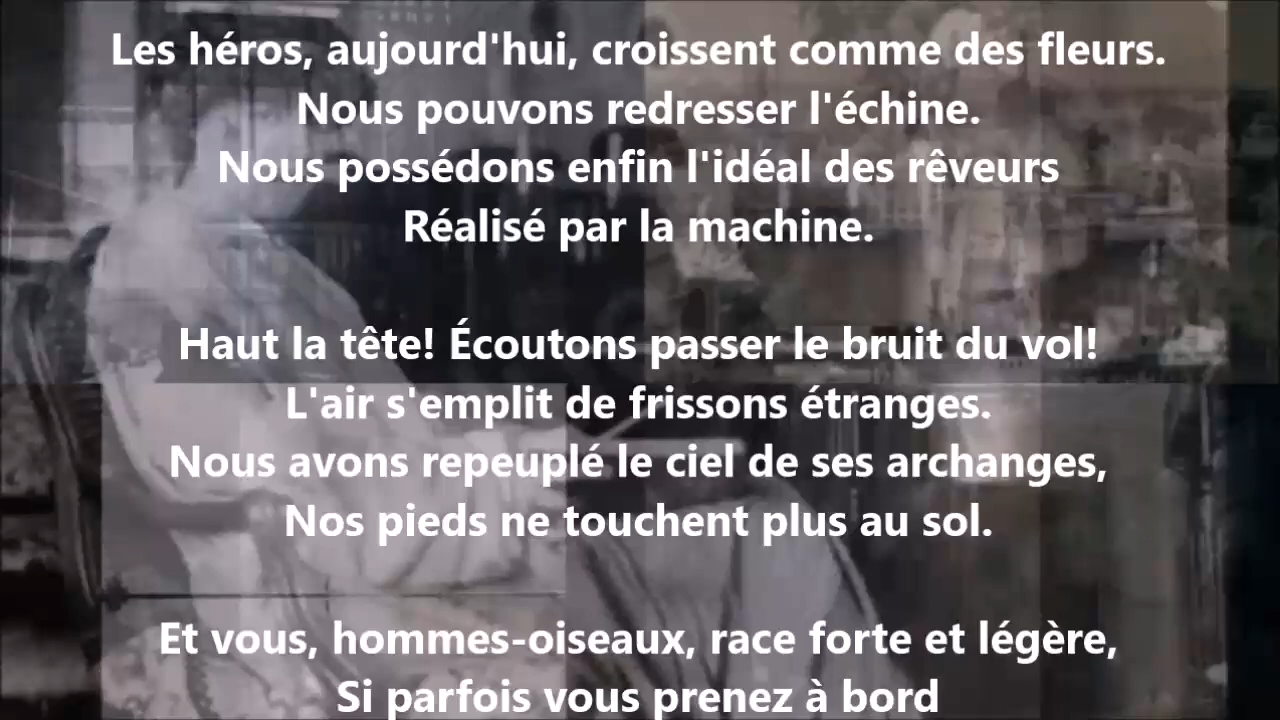 Les héros, aujourd'hui, croissent comme des fleurs.
Nous pouvons redresser l'échine.
Nous possédons enfin l'idéal des rêveurs
Réalisé par la machine.
Haut la tête! Écoutons passer le bruit du vol!
L'air s'emplit de frissons étranges.
Nous avons repeuplé le ciel de ses archanges,
Nos pieds ne touchent plus au sol.
Et vous, hommes-oiseaux, race forte et légère,
Si parfois vous prenez à bord